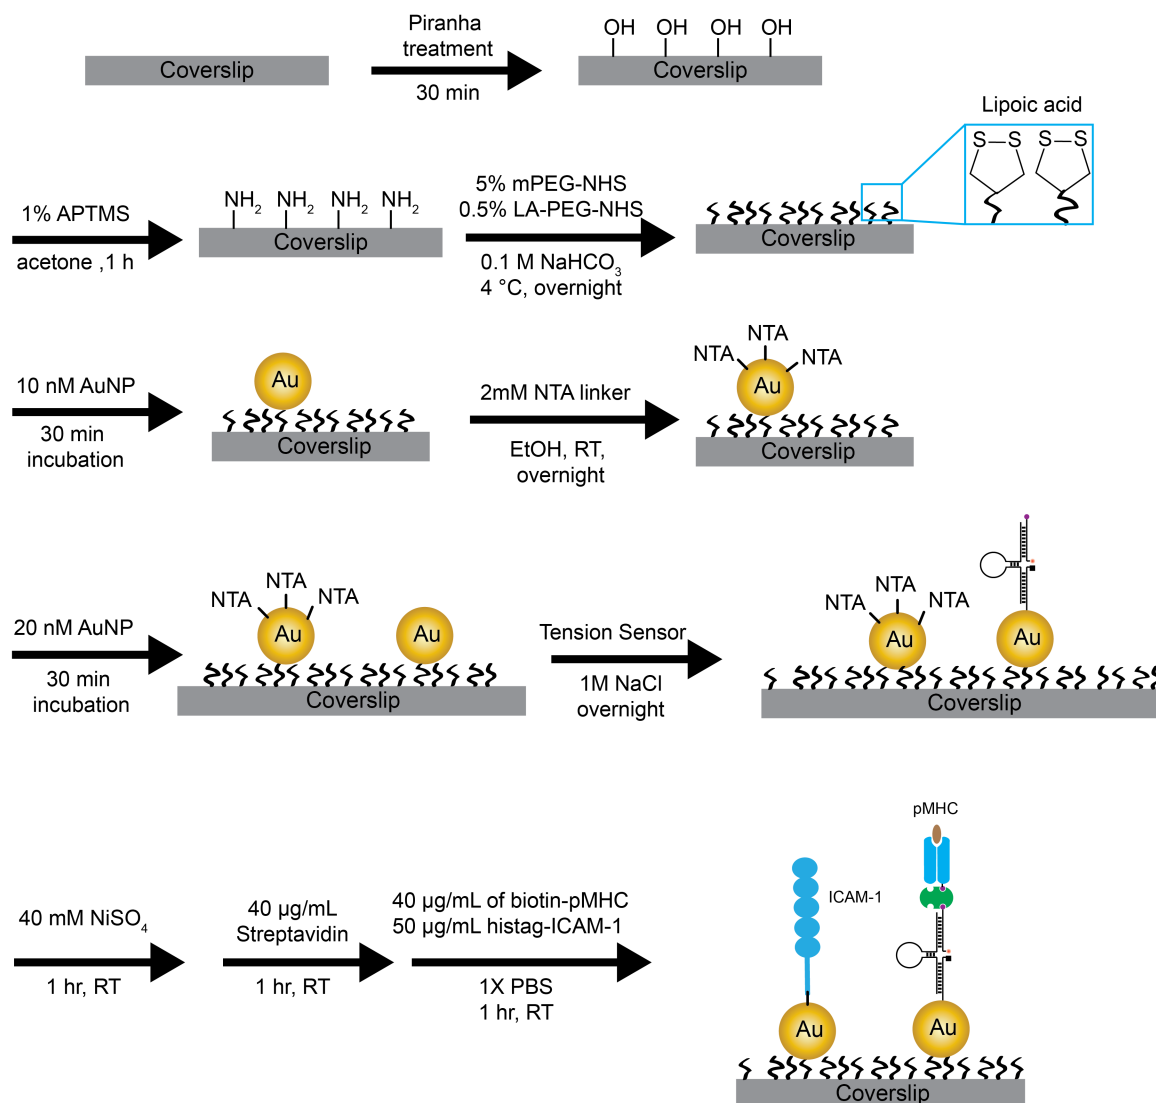 Coverslip
Piranha
treatment
30 min
OH OH OH OH
Coverslip
1% APTMS
acetone ,1 h
NH2 NH2 NH2 NH2
Coverslip
5% mPEG-NHS
0.5% LA-PEG-NHS
0.1 M NaHCO3
4 °C, overnight
Coverslip
Lipoic acid
S S S S
10 nM AuNP
30 min
incubation
Au
Coverslip
2mM NTA linker
EtOH, RT,
overnight
NTA
NTA NTA
Au
Coverslip
20 nM AuNP
30 min
incubation
NTA
NTA NTA
Au Au
Coverslip
Tension Sensor
1M NaCl
overnight
NTA
NTA NTA
Au Au
Coverslip
40 mM NiSO4
1 hr, RT
40 µg/mL
Streptavidin
1 hr, RT
40 µg/mL of biotin-pMHC
50 µg/mL histag-ICAM-1
1X PBS
1 hr, RT
pMHC
ICAM-1
Au Au
Coverslip